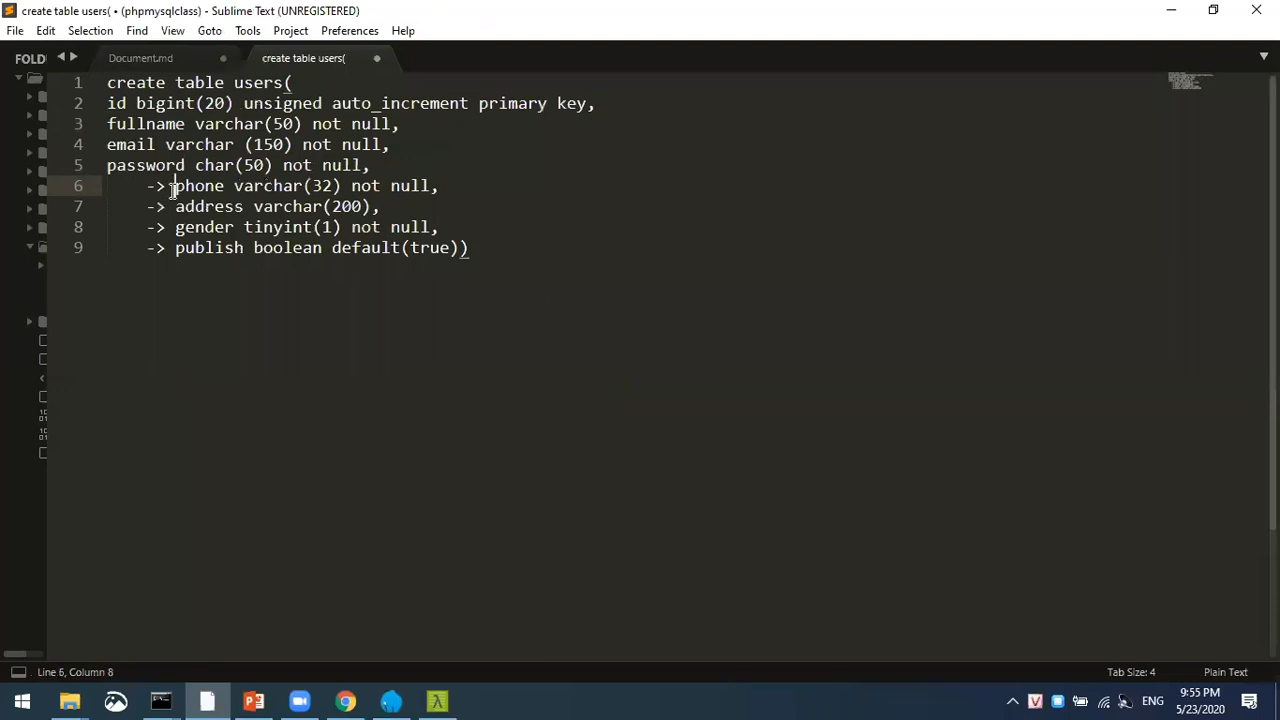 create table users( • (phpmysqlclass) - Sublime Text (UNREGISTERED)
File Edit Selection Find View Goto Tools Project Preferences Help
FOLD
Document.md
create table users(
1 create table users(
2 id bigint(20) unsigned auto_increment primary key,
3 fullname varchar(50) not null,
4 email varchar (150) not null,
5 password char(50) not null,
6 -> phone varchar(32) not null,
7 -> address varchar(200),
8 -> gender tinyint(1) not null,
9 -> publish boolean default(true))
Line 6, Column 8
Tab Size: 4
Plain Text
ENG
9:55 PM
5/23/2020